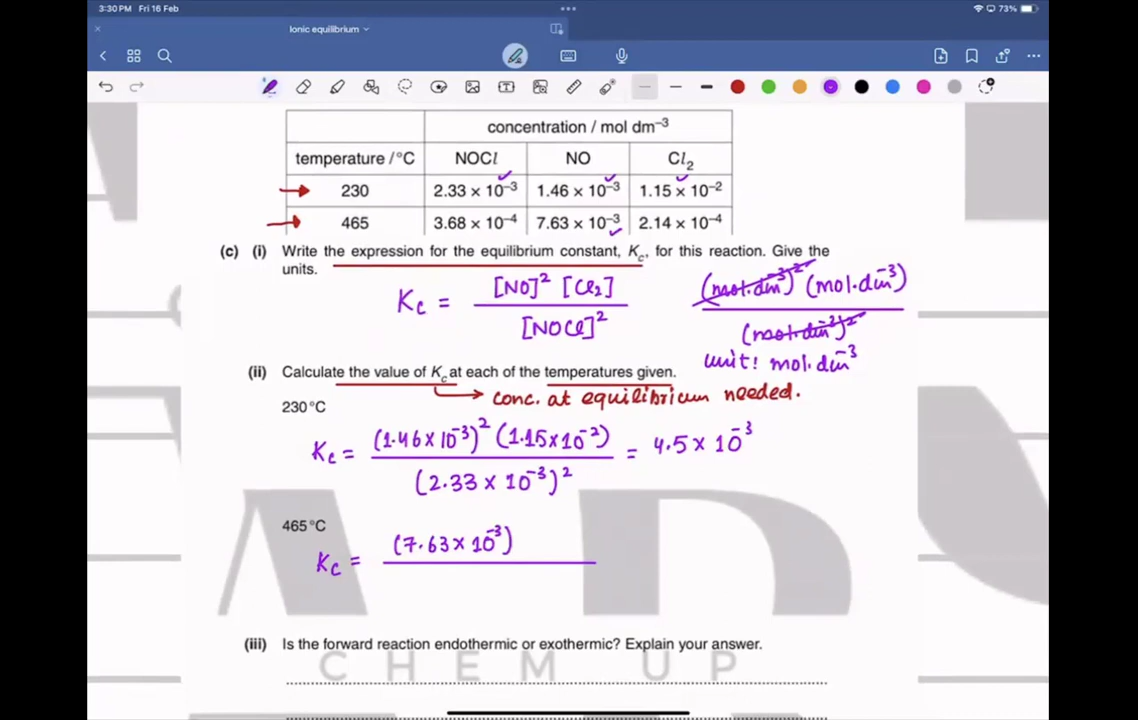 3:30 PM Fri 16 Feb
73%
Ionic equilibrium
concentration / mol dm⁻³
temperature /°C NOCl NO Cl₂
230 2.33 × 10⁻³ 1.46 × 10⁻³ 1.15 × 10⁻²
465 3.68 × 10⁻⁴ 7.63 × 10⁻³ 2.14 × 10⁻⁴
(c) (i) Write the expression for the equilibrium constant, Kc, for this reaction. Give the
units.
Kc = [NO]² [Cl₂] / [NOCl]²
(mol.dm⁻³)² (mol.dm⁻³)
(mol.dm⁻³)²
unit: mol.dm⁻³
(ii) Calculate the value of Kc at each of the temperatures given.
conc. at equilibrium needed.
230°C
Kc = (1.46×10⁻³)² (1.15×10⁻²) / (2.33 × 10⁻³)² = 4.5 × 10⁻³
465°C
Kc = (7.63 × 10⁻³)
(iii) Is the forward reaction endothermic or exothermic? Explain your answer.
CHEM UP